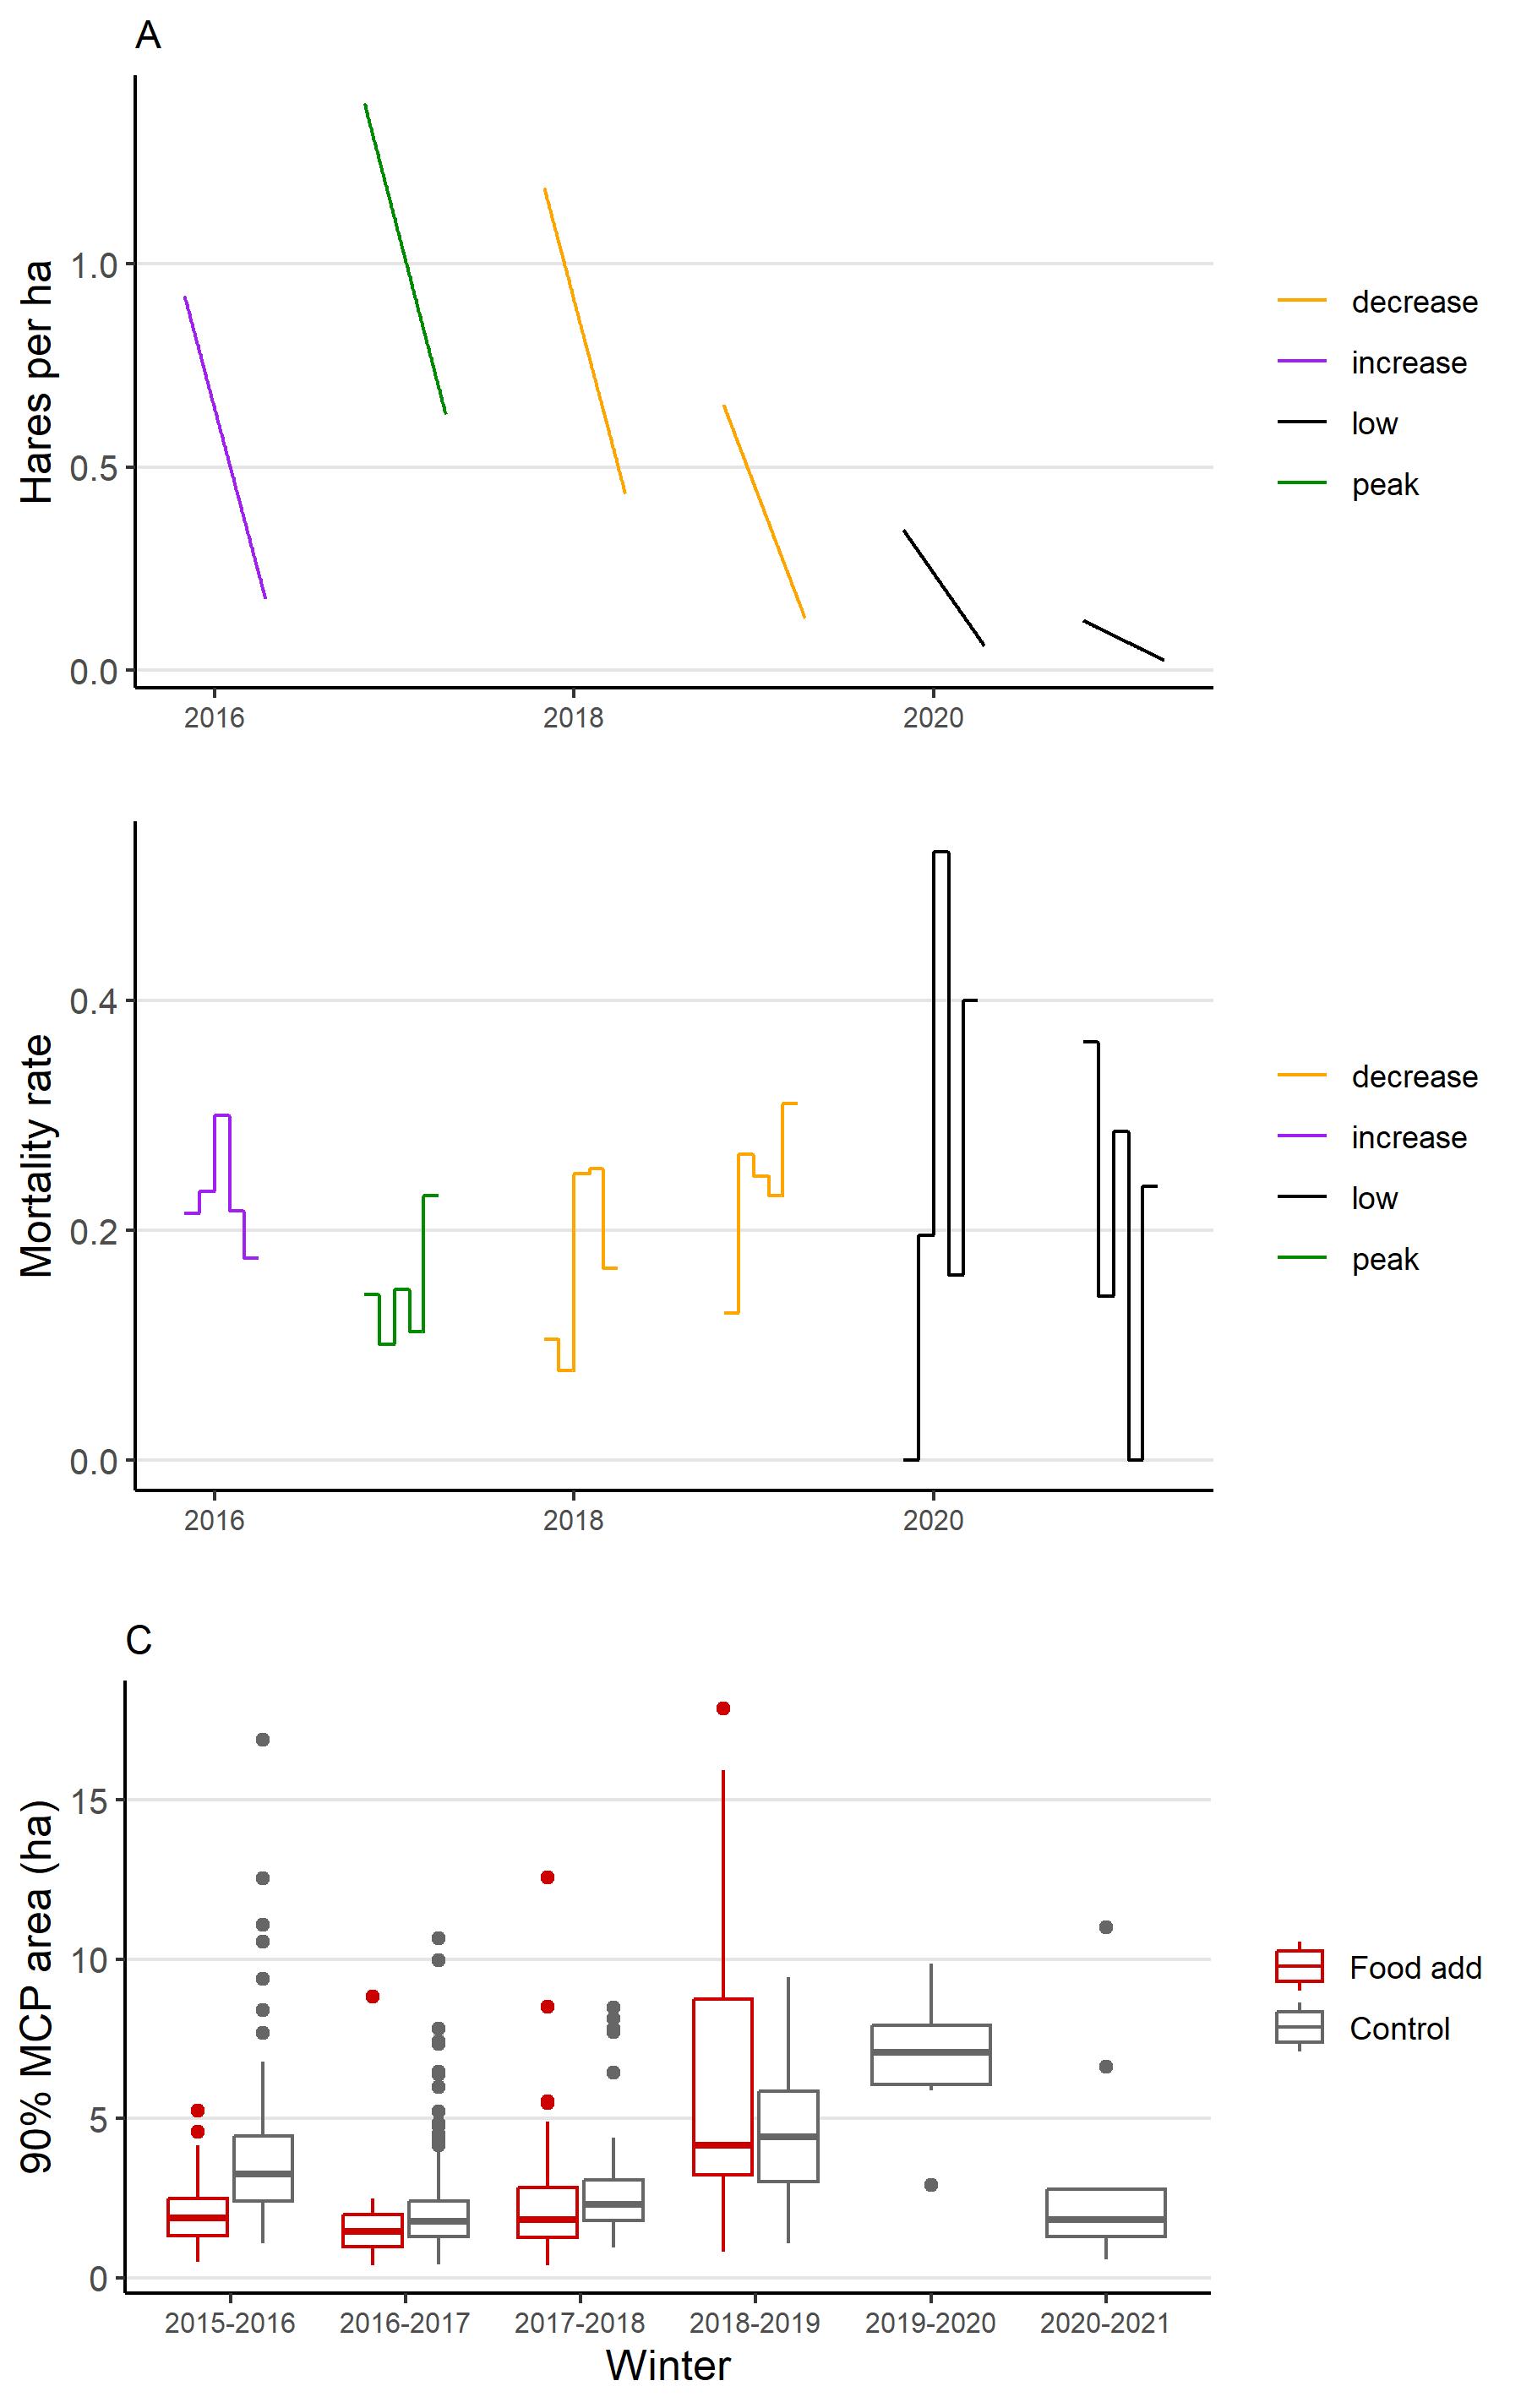 A
Hares per ha
1.0
0.5
0.0
2016 2018 2020
decrease
increase
low
peak
Mortality rate
0.4
0.2
0.0
2016 2018 2020
decrease
increase
low
peak
C
90% MCP area (ha)
15
10
5
0
2015-2016 2016-2017 2017-2018 2018-2019 2019-2020 2020-2021
Winter
Food add
Control